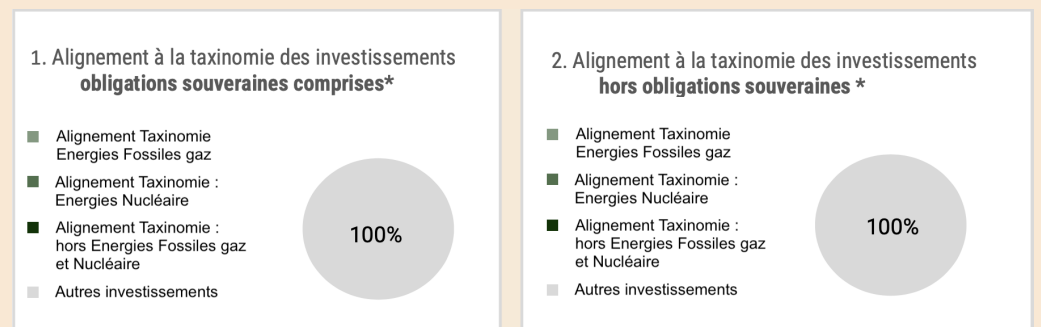 1. Alignement à la taxinomie des investissements
obligations souveraines comprises*
Alignement Taxinomie
Energies Fossiles gaz
Alignement Taxinomie :
Energies Nucléaire
Alignement Taxinomie :
hors Energies Fossiles gaz
et Nucléaire
Autres investissements
100%
2. Alignement à la taxinomie des investissements
hors obligations souveraines *
Alignement Taxinomie
Energies Fossiles gaz
Alignement Taxinomie :
Energies Nucléaire
Alignement Taxinomie :
hors Energies Fossiles gaz
et Nucléaire
Autres investissements
100%